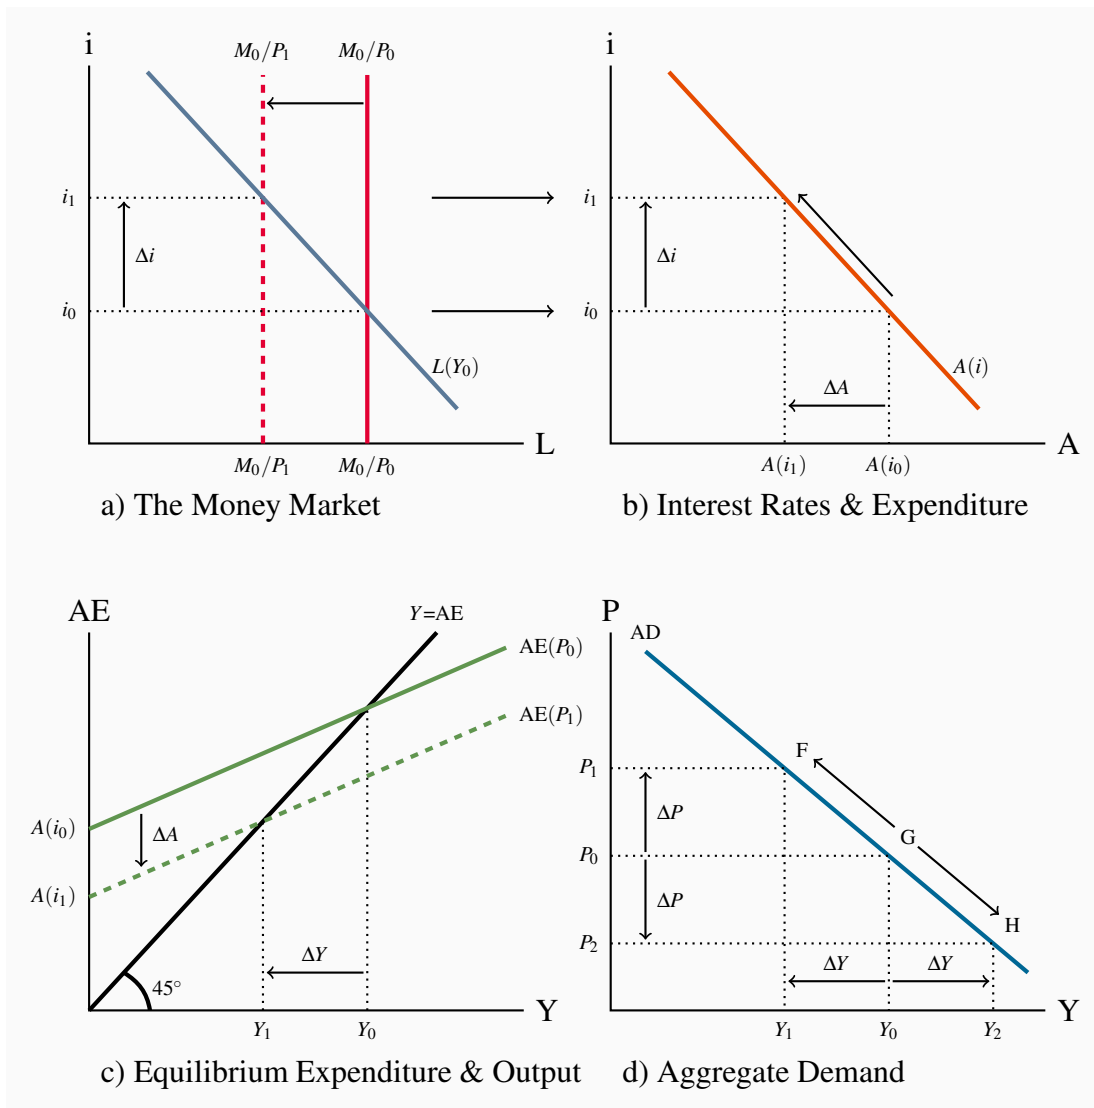 i
M₀/P₁
M₀/P₀
i₁
Δi
i₀
L(Y₀)
L
M₀/P₁
M₀/P₀
a) The Money Market
i
i₁
Δi
i₀
A(i)
ΔA
A
A(i₁)
A(i₀)
b) Interest Rates & Expenditure
AE
Y=AE
AE(P₀)
AE(P₁)
A(i₀)
ΔA
A(i₁)
ΔY
45°
Y
Y₁
Y₀
c) Equilibrium Expenditure & Output
P
AD
F
P₁
ΔP
G
P₀
ΔP
H
P₂
ΔY
ΔY
Y
Y₁
Y₀
Y₂
d) Aggregate Demand